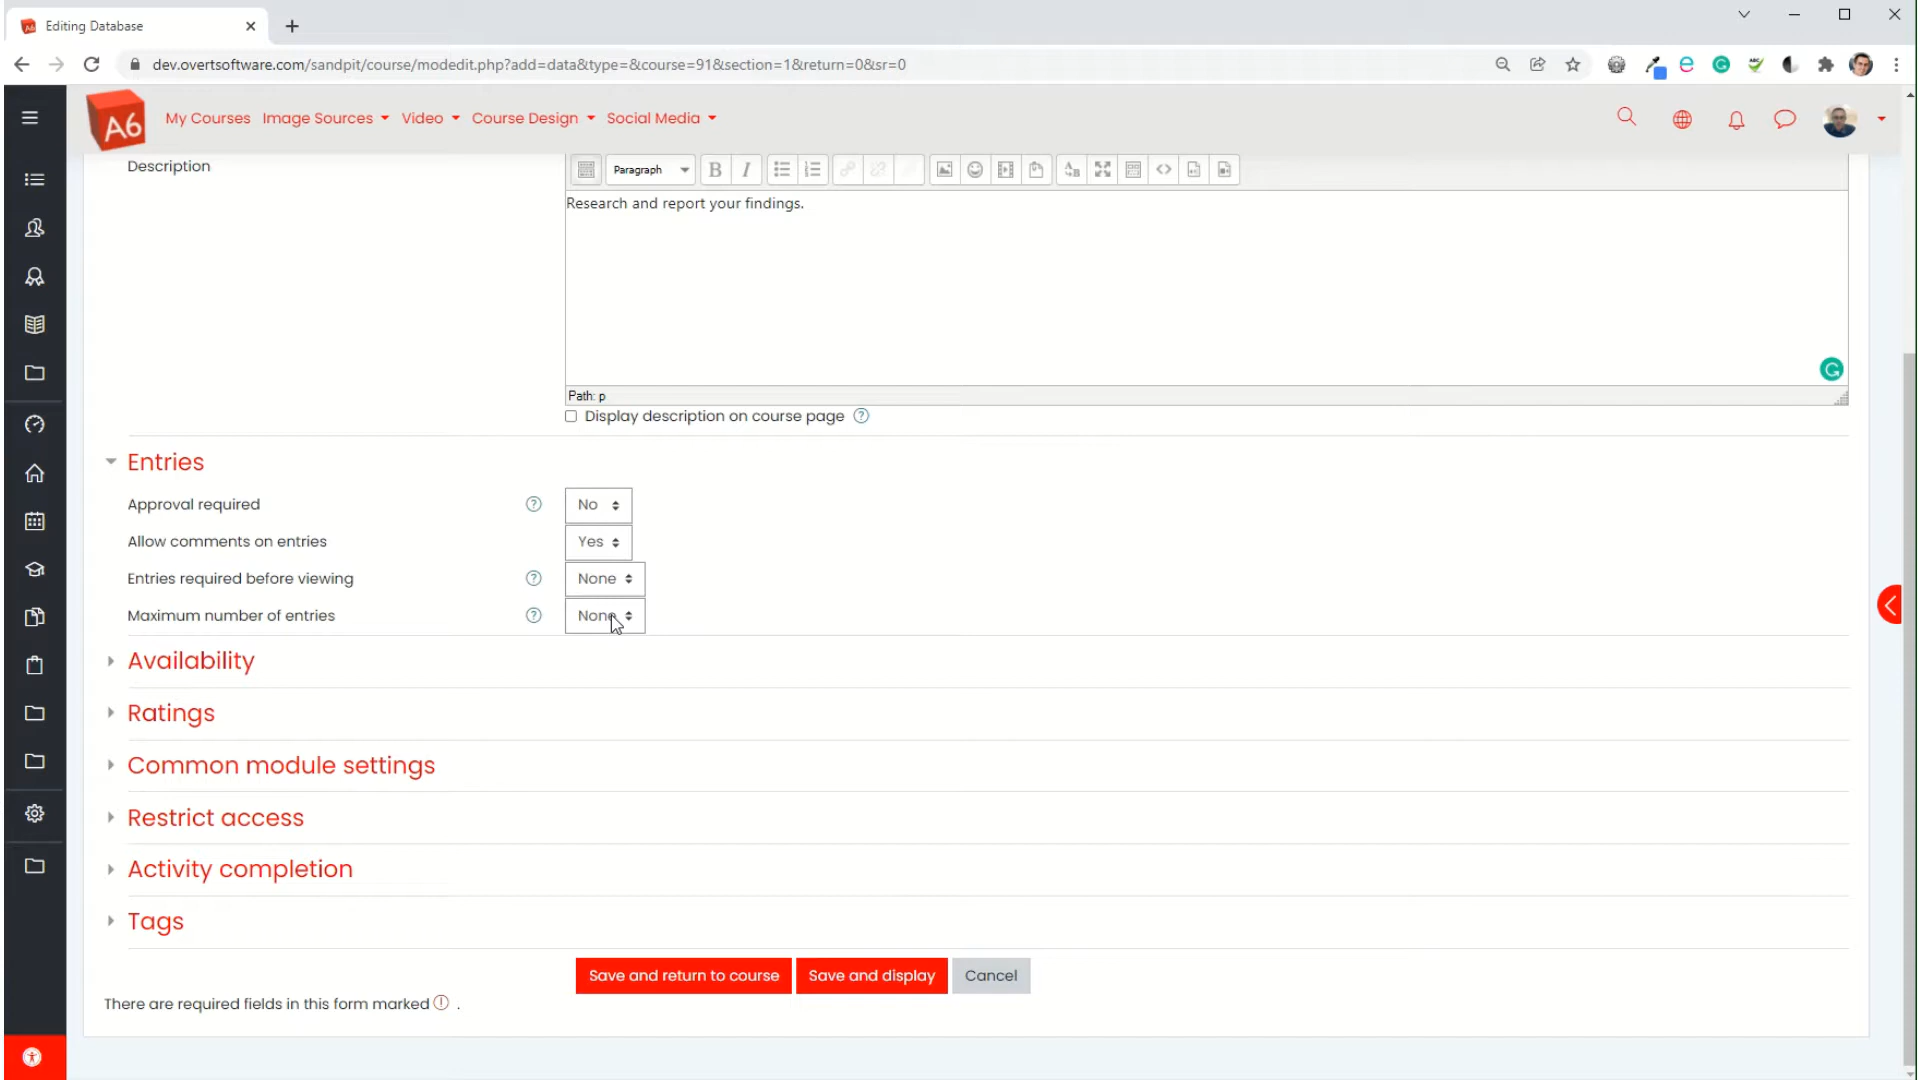 Editing Database
dev.overtsoftware.com/sandpit/course/modedit.php?add=data&type=&course=91&section=1&return=0&sr=0
A6 My Courses Image Sources Video Course Design Social Media
Description
Paragraph B I
Research and report your findings.
Path: p
Display description on course page
Entries
Approval required No
Allow comments on entries Yes
Entries required before viewing None
Maximum number of entries None
Availability
Ratings
Common module settings
Restrict access
Activity completion
Tags
Save and return to course Save and display Cancel
There are required fields in this form marked .